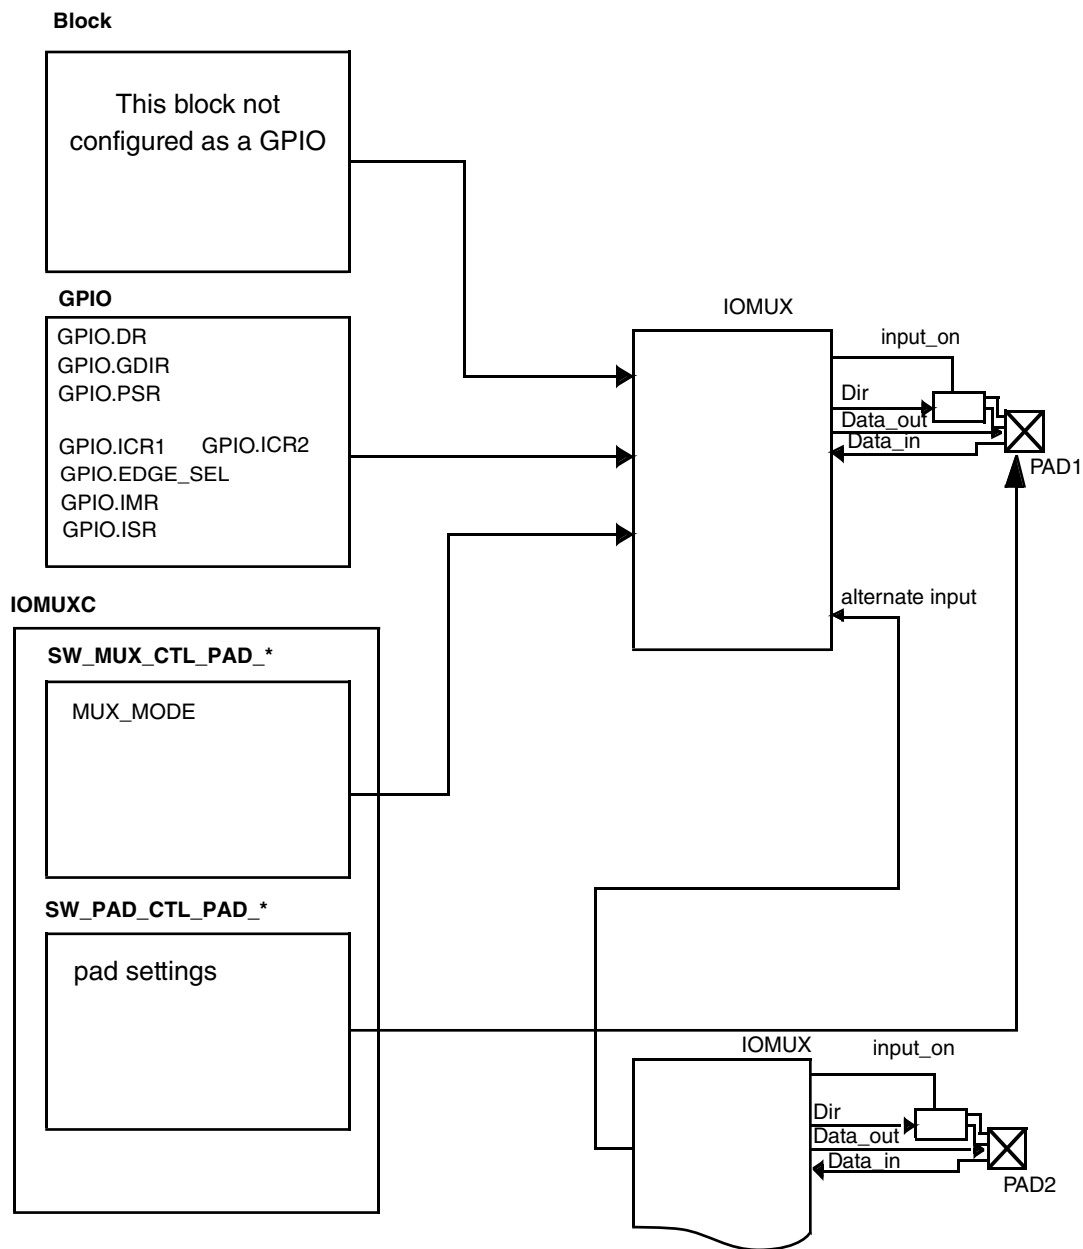 Block
This block not
configured as a GPIO
GPIO
GPIO.DR
GPIO.GDIR
GPIO.PSR
GPIO.ICR1 GPIO.ICR2
GPIO.EDGE_SEL
GPIO.IMR
GPIO.ISR
IOMUX
input_on
Dir
Data_out
Data_in
PAD1
alternate input
IOMUXC
SW_MUX_CTL_PAD_*
MUX_MODE
SW_PAD_CTL_PAD_*
pad settings
IOMUX
input_on
Dir
Data_out
Data_in
PAD2